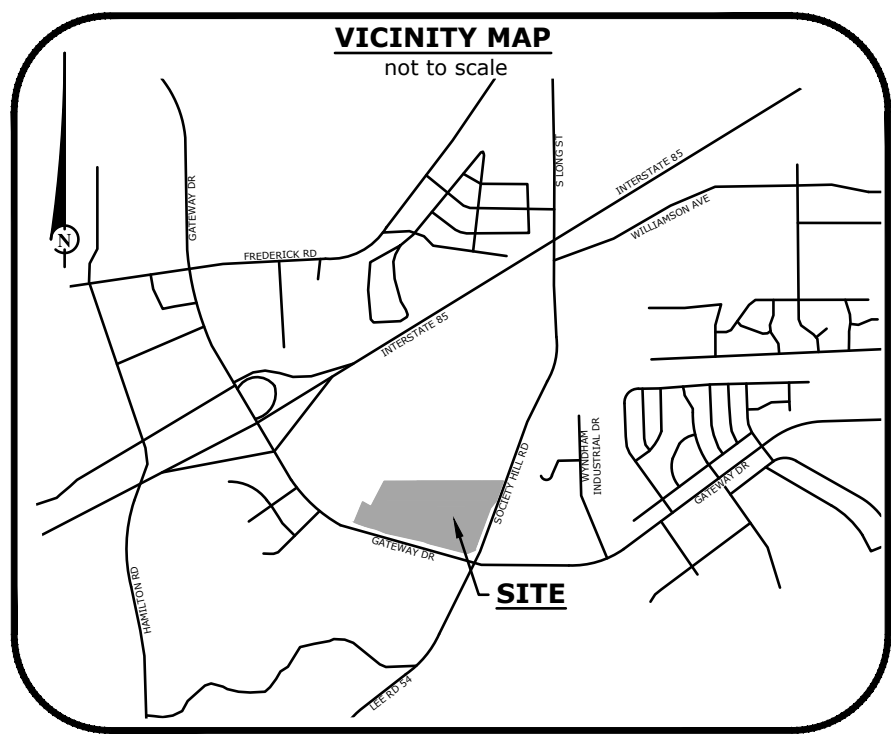 VICINITY MAP
not to scale
S LONG ST
INTERSTATE 85
GATEWAY DR
WILLIAMSON AVE
N
FREDERICK RD
INTERSTATE 85
WYNDHAM
INDUSTRIAL DR
SOCIETY HILL RD
GATEWAY DR
GATEWAY DR
HAMILTON RD
SITE
LEE RD 54